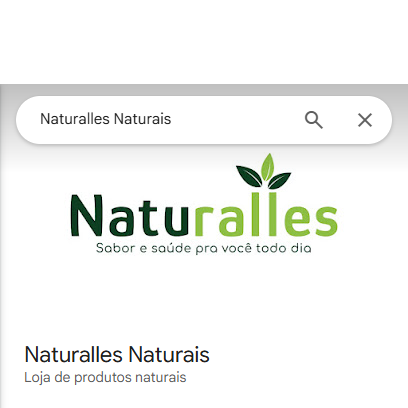 Naturalles Naturais
Naturalles
Sabor e saúde pra você todo dia
Naturalles Naturais
Loja de produtos naturais